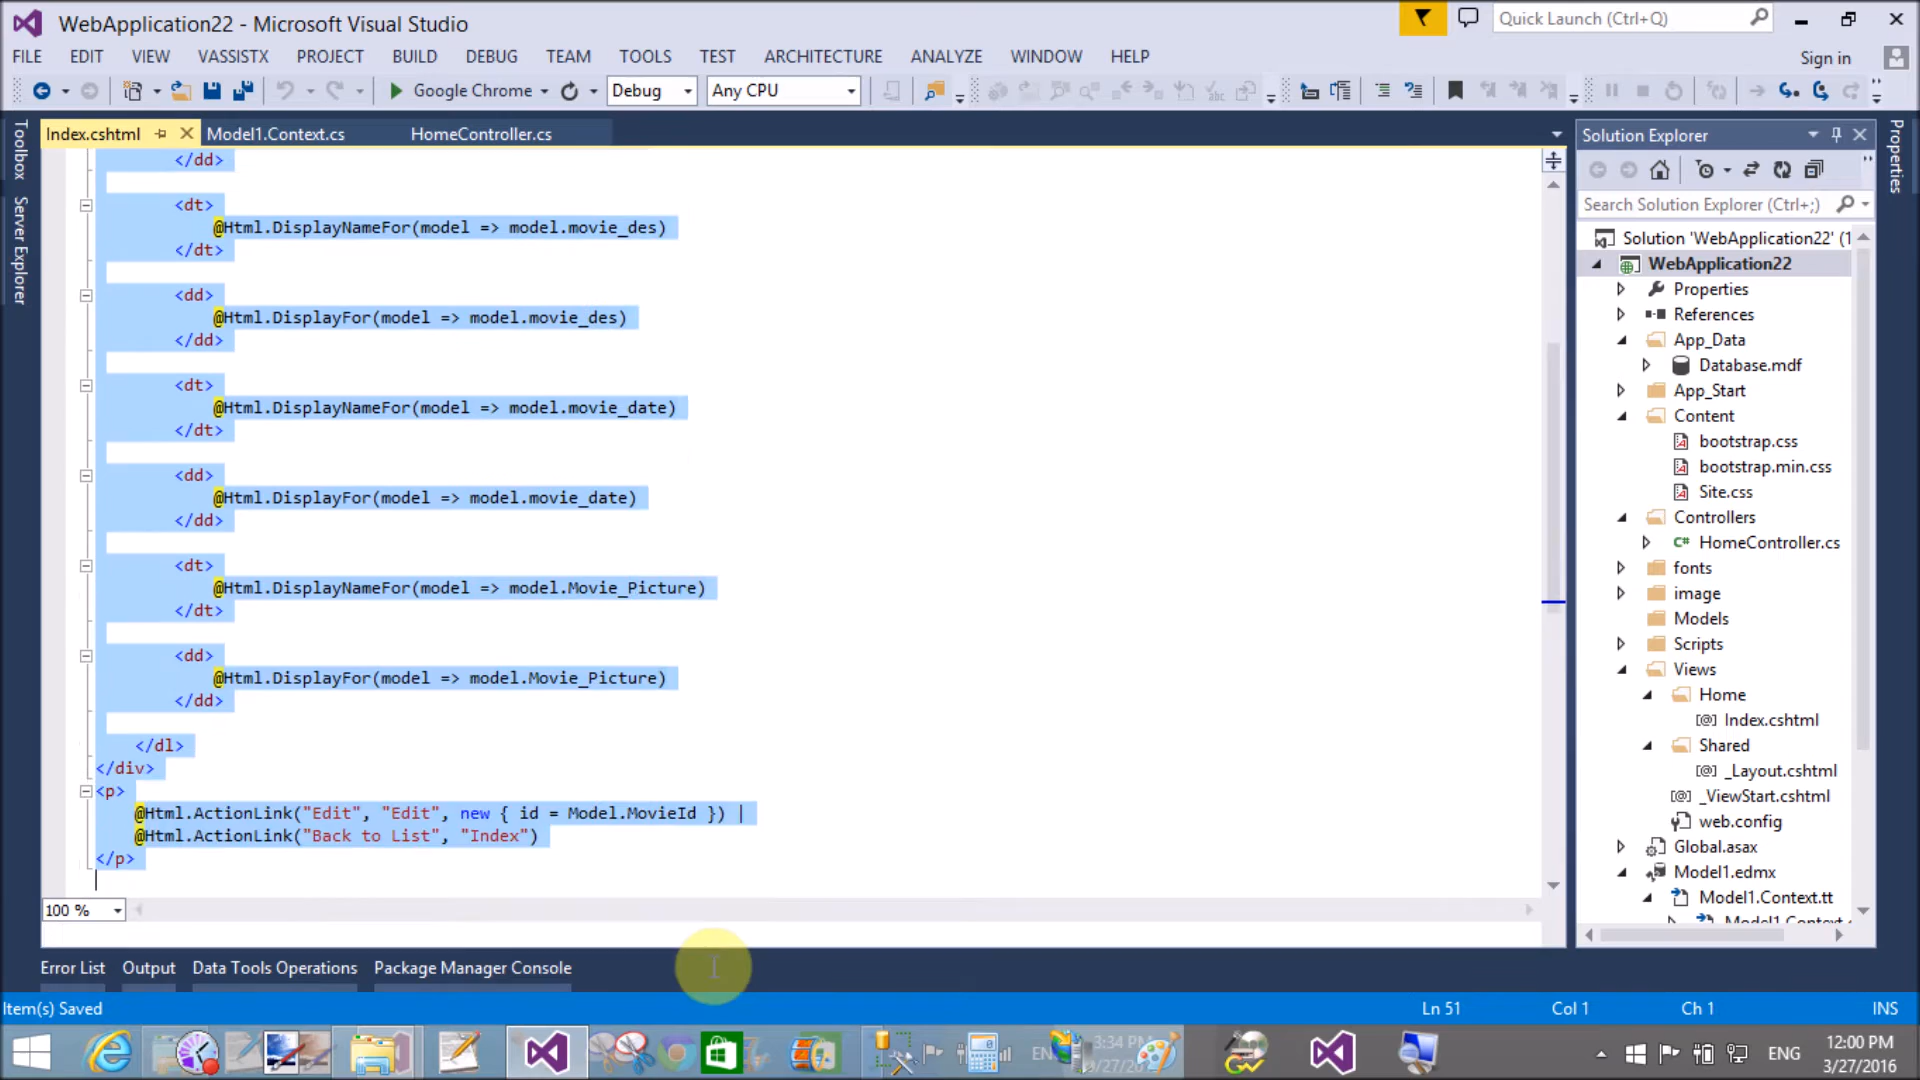 WebApplication22 - Microsoft Visual Studio
Quick Launch (Ctrl+Q)
FILE EDIT VIEW VASSISTX PROJECT BUILD DEBUG TEAM TOOLS TEST ARCHITECTURE ANALYZE WINDOW HELP
Sign in
Google Chrome Debug Any CPU
Toolbox
Server Explorer
Index.cshtml Model1.Context.cs HomeController.cs
</dd>
<dt>
@Html.DisplayNameFor(model => model.movie_des)
</dt>
<dd>
@Html.DisplayFor(model => model.movie_des)
</dd>
<dt>
@Html.DisplayNameFor(model => model.movie_date)
</dt>
<dd>
@Html.DisplayFor(model => model.movie_date)
</dd>
<dt>
@Html.DisplayNameFor(model => model.Movie_Picture)
</dt>
<dd>
@Html.DisplayFor(model => model.Movie_Picture)
</dd>
</dl>
</div>
<p>
@Html.ActionLink("Edit", "Edit", new { id = Model.MovieId }) |
@Html.ActionLink("Back to List", "Index")
</p>
100 %
Solution Explorer
Search Solution Explorer (Ctrl+;)
Solution 'WebApplication22' (1
WebApplication22
Properties
References
App_Data
Database.mdf
App_Start
Content
bootstrap.css
bootstrap.min.css
Site.css
Controllers
C# HomeController.cs
fonts
image
Models
Scripts
Views
Home
[@] Index.cshtml
Shared
[@] _Layout.cshtml
[@] _ViewStart.cshtml
web.config
Global.asax
Model1.edmx
Model1.Context.tt
Model1.Context.
Properties
Error List Output Data Tools Operations Package Manager Console
Item(s) Saved
Ln 51 Col 1 Ch 1 INS
3:34 PM
ENG
12:00 PM
3/27/2016